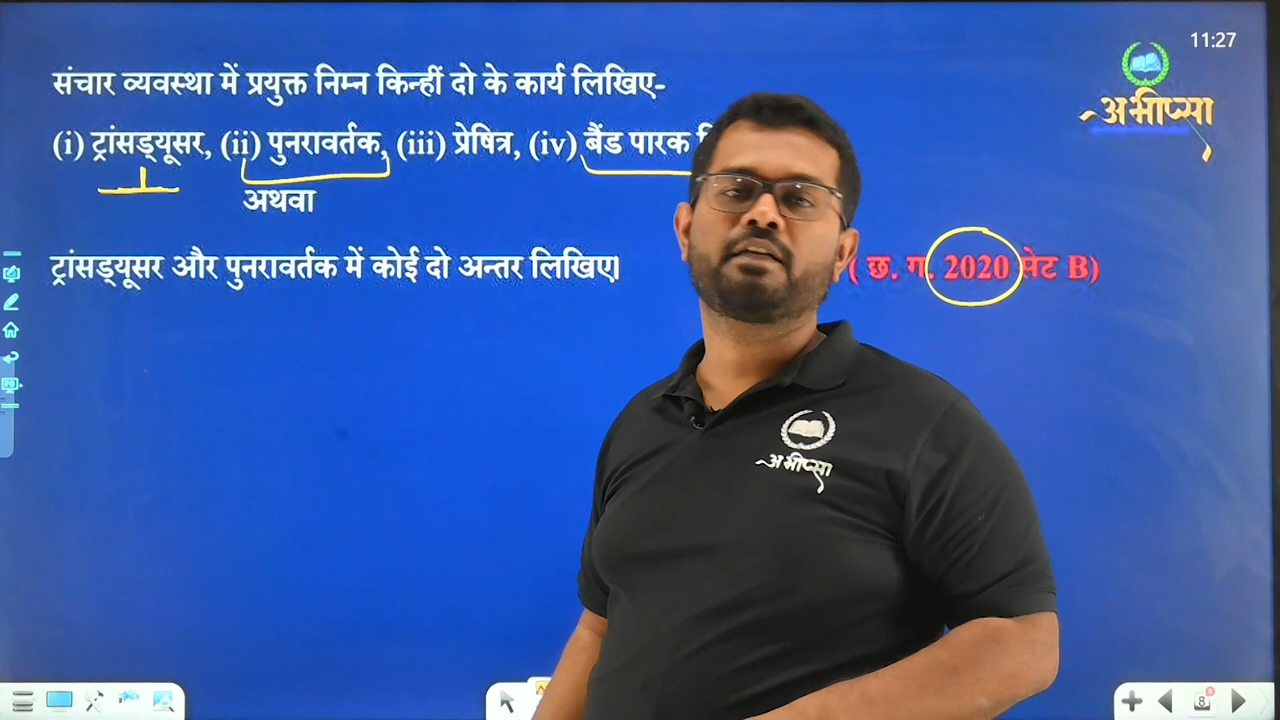 11:27
संचार व्यवस्था में प्रयुक्त निम्न किन्हीं दो के कार्य लिखिए-
अभीप्सा
(i) ट्रांसड्यूसर, (ii) पुनरावर्तक, (iii) प्रेषित्र, (iv) बैंड पारक
अथवा
ट्रांसड्यूसर और पुनरावर्तक में कोई दो अन्तर लिखिए। ( छ. ग. 2020 सेट B)
अभीप्सा
8